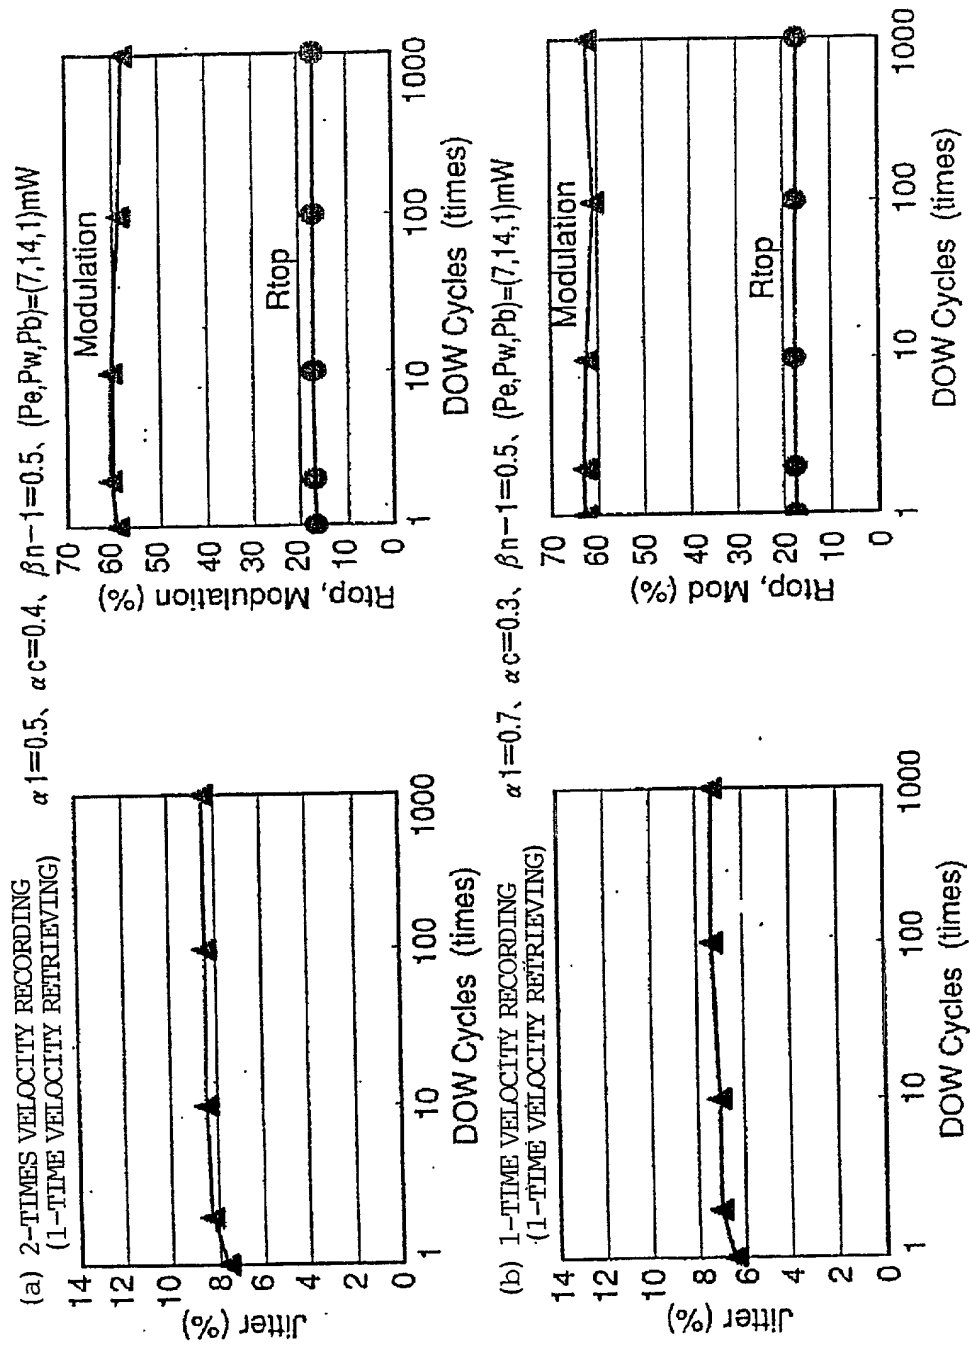 (a) 2-TIMES VELOCITY RECORDING
(1-TIME VELOCITY RETRIEVING)
α1=0.5、αc=0.4、βn-1=0.5、(Pe,Pw,Pb)=(7,14,1)mW
Jitter (%)
14
12
10
8
6
4
2
0
1
10
100
1000
DOW Cycles (times)
Rtop, Modulation (%)
70
60
50
40
30
20
10
0
Modulation
Rtop
1
10
100
1000
DOW Cycles (times)
(b) 1-TIME VELOCITY RECORDING
(1-TIME VELOCITY RETRIEVING)
α1=0.7、αc=0.3、βn-1=0.5、(Pe,Pw,Pb)=(7,14,1)mW
Jitter (%)
14
12
10
8
6
4
2
0
1
10
100
1000
DOW Cycles (times)
Rtop, Mod (%)
70
60
50
40
30
20
10
0
Modulation
Rtop
1
10
100
1000
DOW Cycles (times)